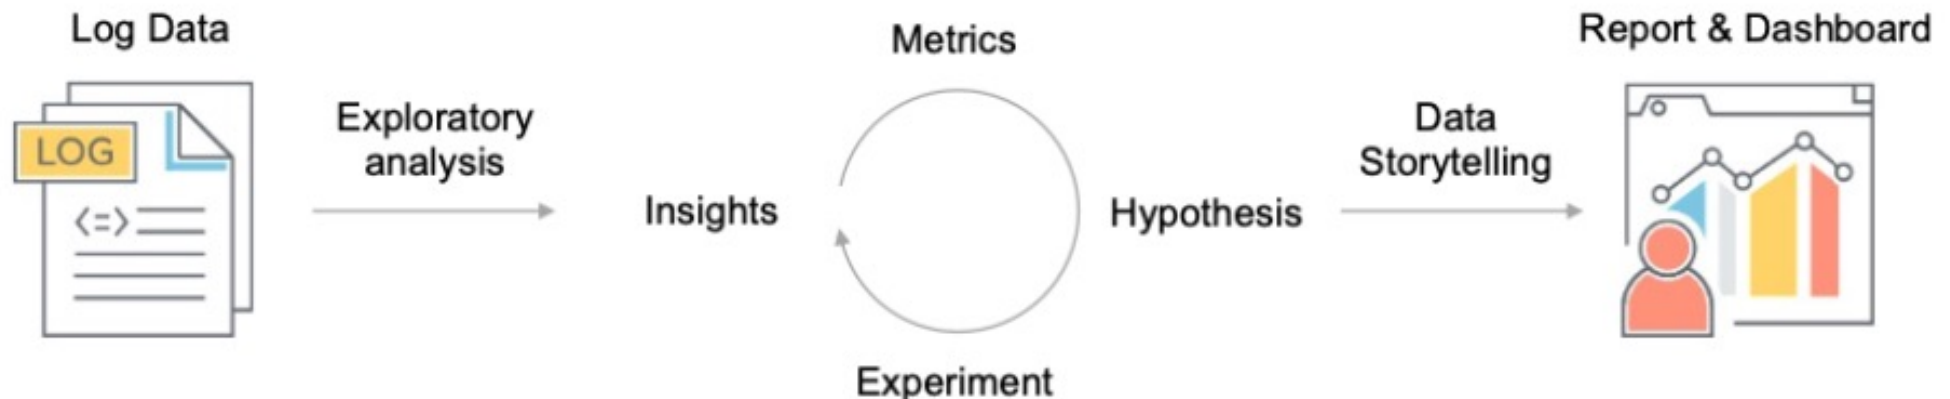 Log Data
LOG
<=>
Exploratory
analysis
Metrics
Insights
Hypothesis
Experiment
Data
Storytelling
Report & Dashboard